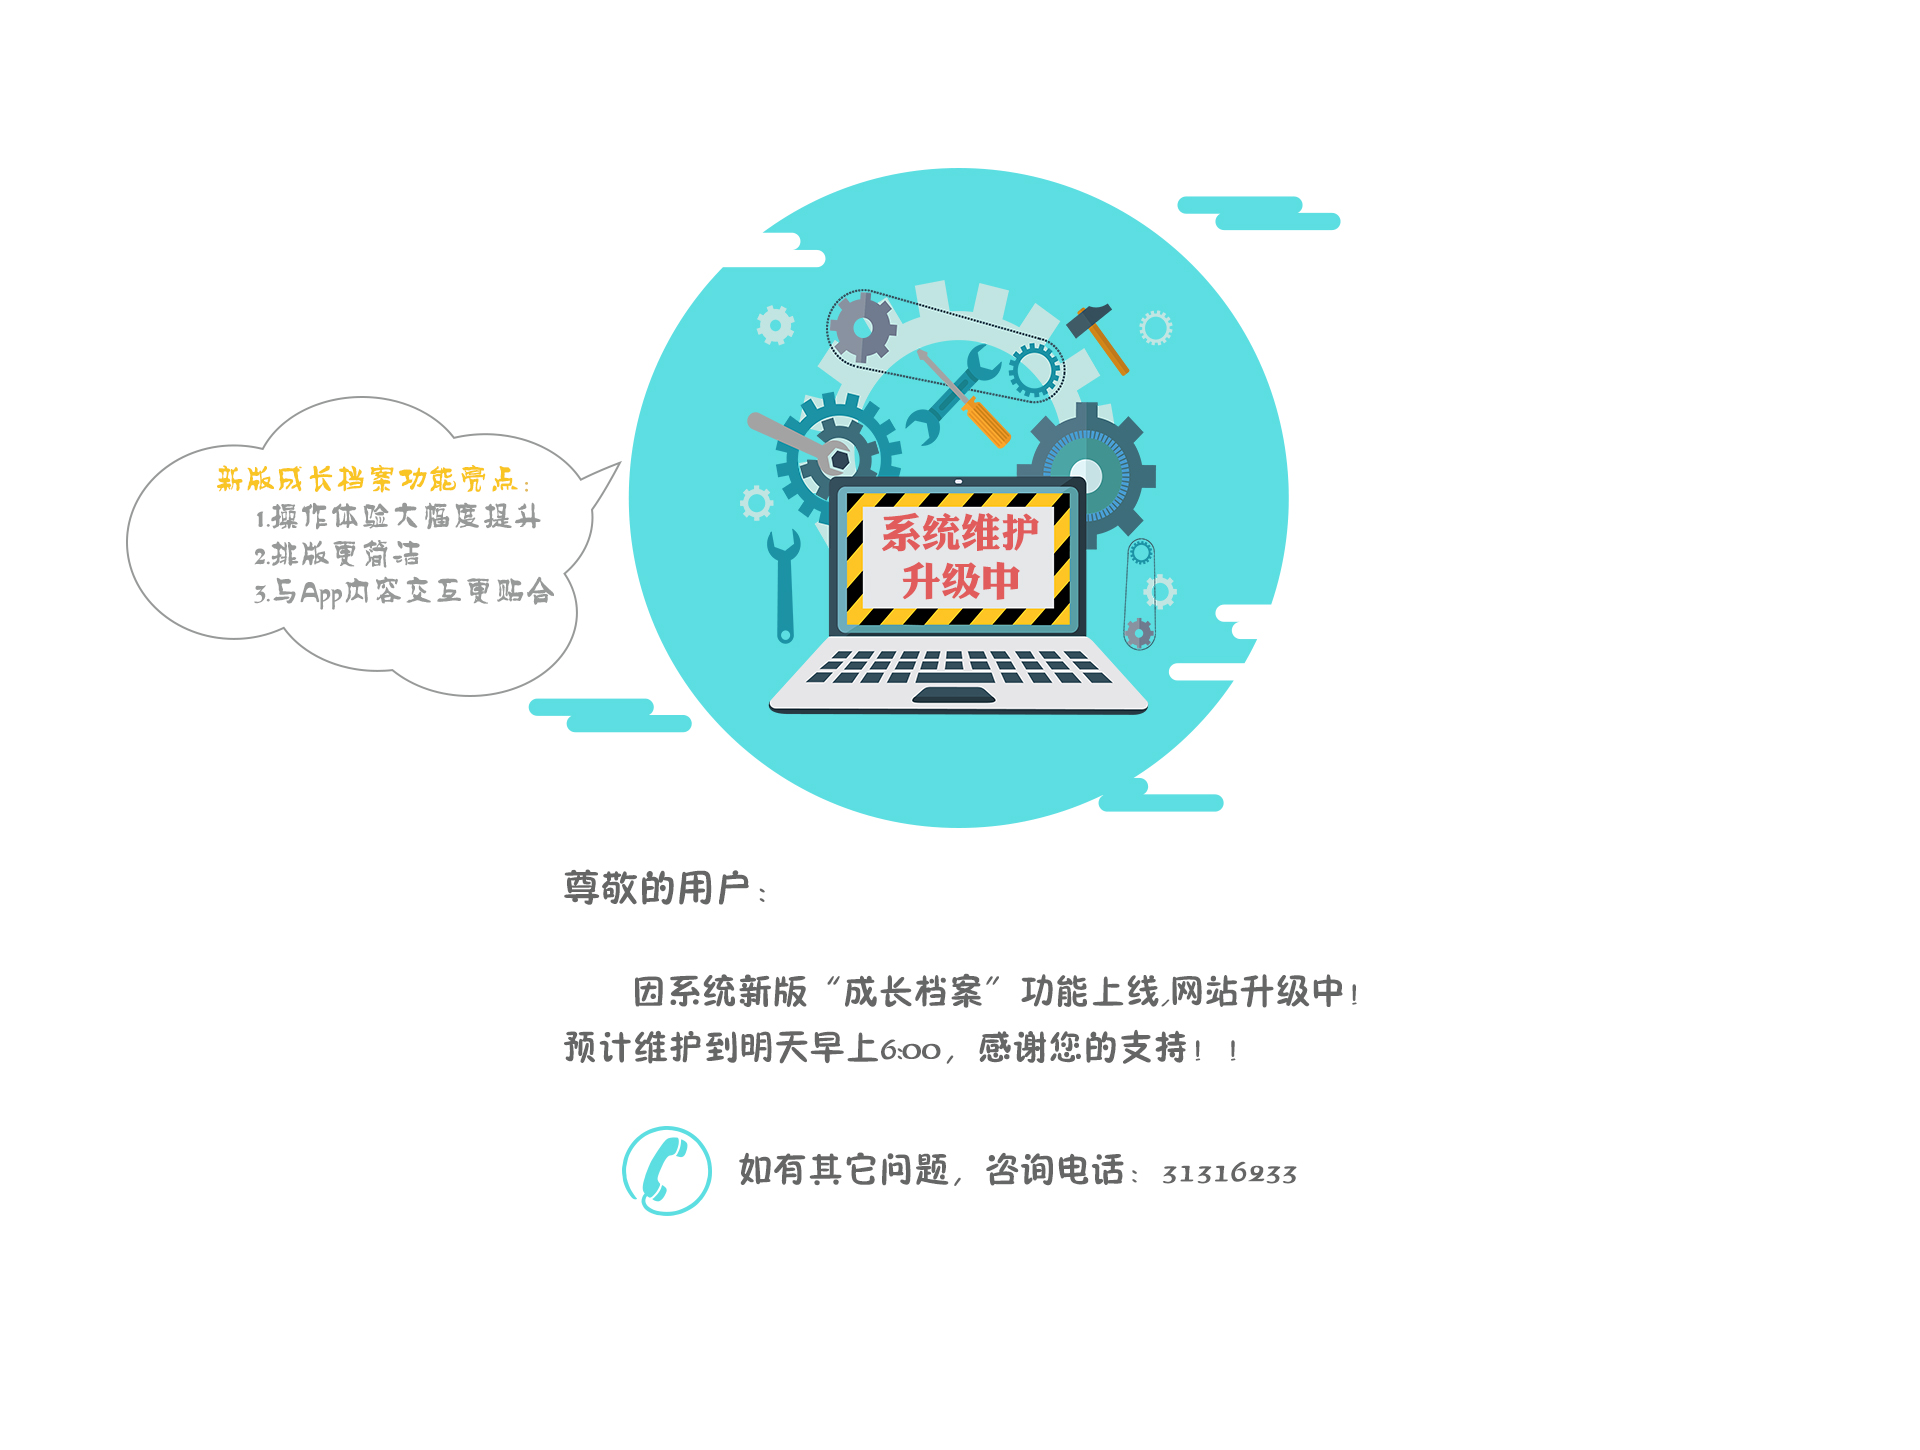 新版成长档案功能亮点：
1.操作体验大幅度提升
2.排版更简洁
3.与App内容交互更贴合
系统维护
升级中
尊敬的用户：
因系统新版“成长档案”功能上线,网站升级中！
预计维护到明天早上6:00，感谢您的支持！！
如有其它问题，咨询电话：31316233